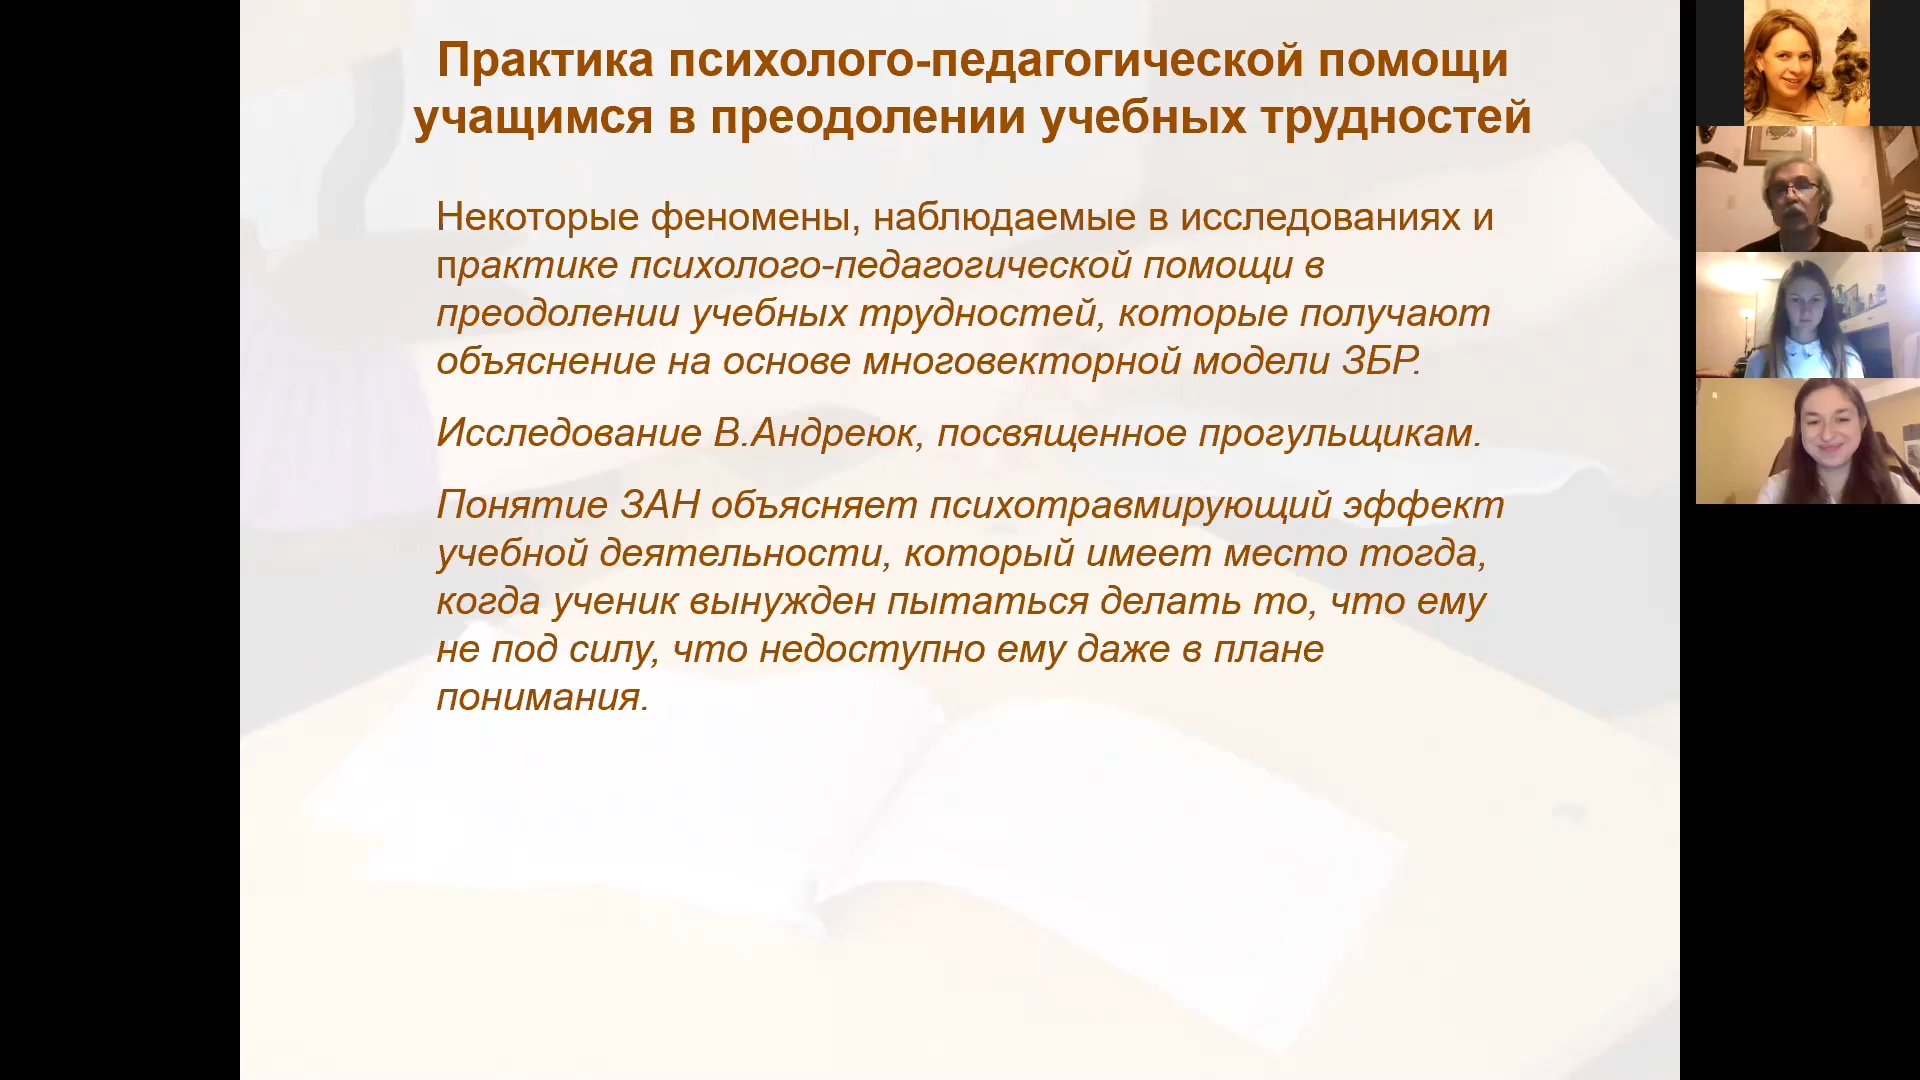 Практика психолого-педагогической помощи
учащимся в преодолении учебных трудностей
Некоторые феномены, наблюдаемые в исследованиях и
практике психолого-педагогической помощи в
преодолении учебных трудностей, которые получают
объяснение на основе многовекторной модели ЗБР.
Исследование В.Андреюк, посвященное прогульщикам.
Понятие ЗАН объясняет психотравмирующий эффект
учебной деятельности, который имеет место тогда,
когда ученик вынужден пытаться делать то, что ему
не под силу, что недоступно ему даже в плане
понимания.